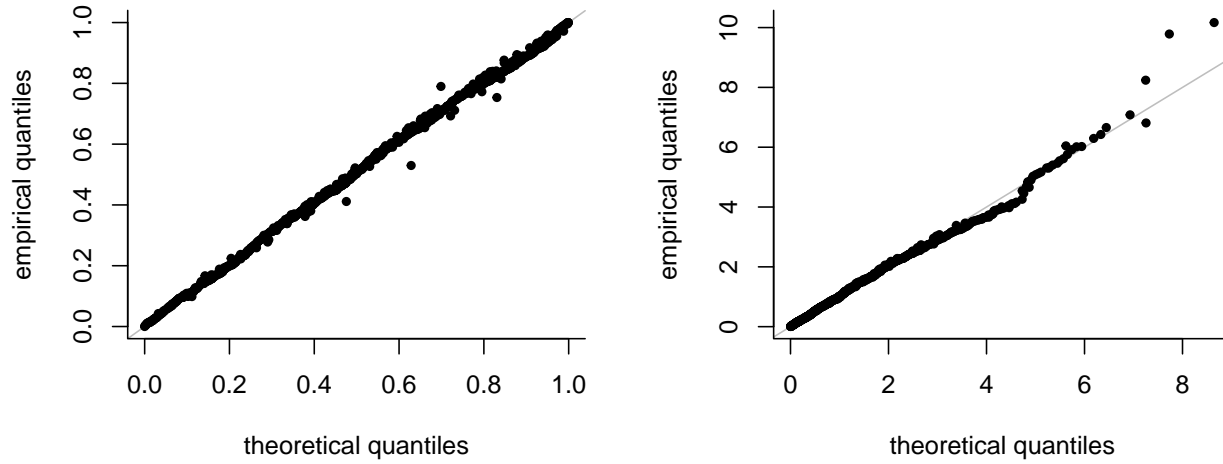 1.0
0.8
0.6
0.4
0.2
0.0
empirical quantiles
0.0 0.2 0.4 0.6 0.8 1.0
theoretical quantiles
10
8
6
4
2
0
empirical quantiles
0 2 4 6 8
theoretical quantiles